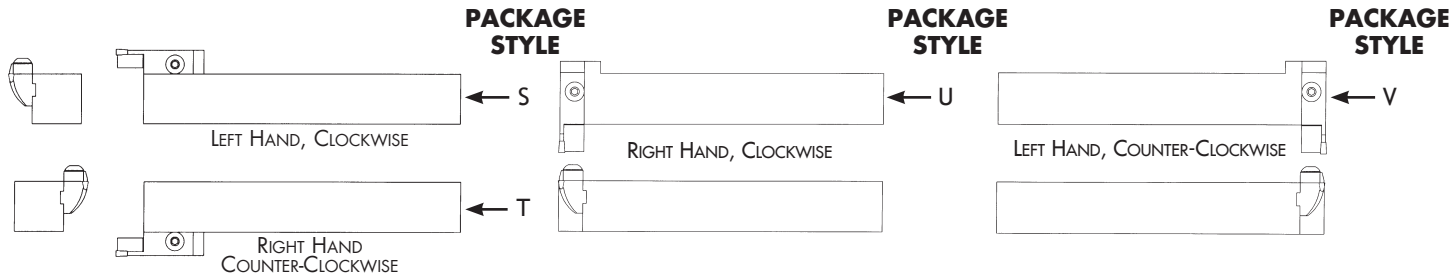 PACKAGE
STYLE
S
LEFT HAND, CLOCKWISE
T
RIGHT HAND
COUNTER-CLOCKWISE
PACKAGE
STYLE
U
RIGHT HAND, CLOCKWISE
PACKAGE
STYLE
V
LEFT HAND, COUNTER-CLOCKWISE